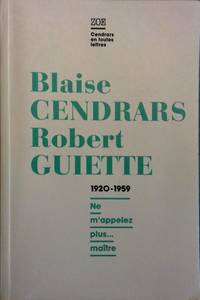 ZOE
Cendrars
en toutes
lettres
Blaise
CENDRARS
Robert
GUIETTE
1920-1959
Ne
m'appelez
plus...
maître